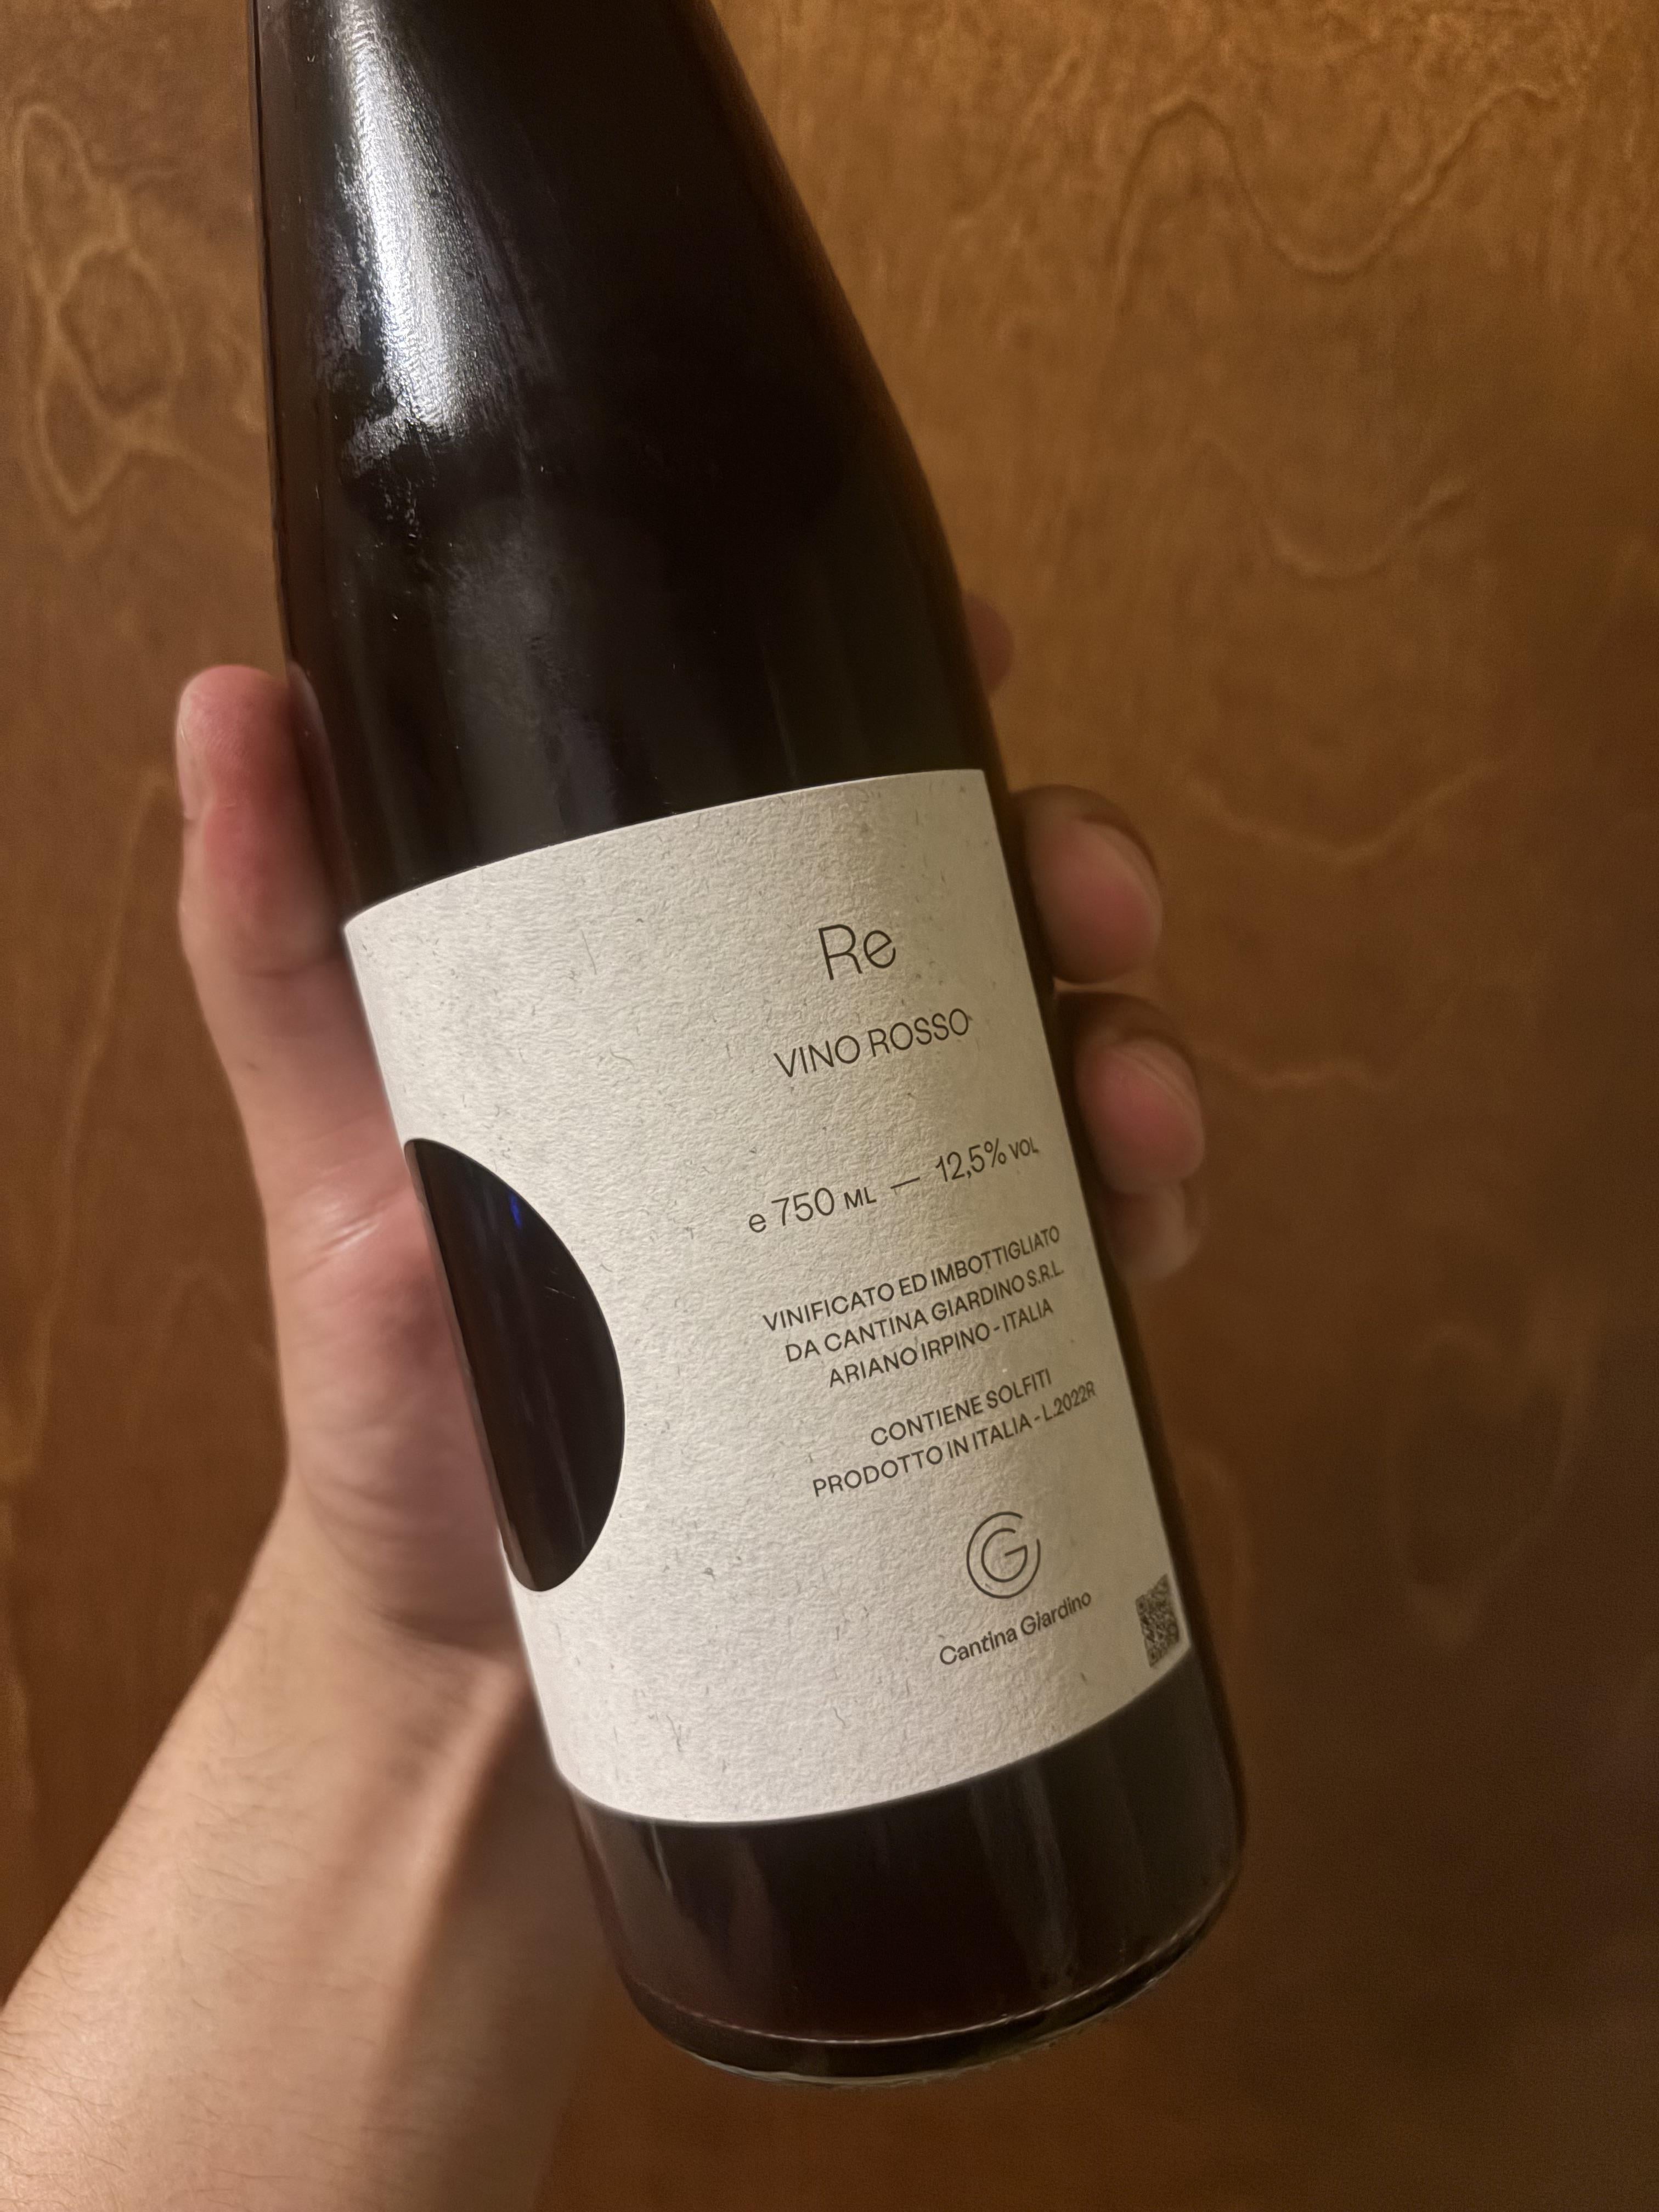 Re
VINO ROSSO
e 750 ML — 12,5% VOL
VINIFICATO ED IMBOTTIGLIATO
DA CANTINA GIARDINO S.R.L.
ARIANO IRPINO - ITALIA
CONTIENE SOLFITI
PRODOTTO IN ITALIA - L.2022R
CG
Cantina Giardino